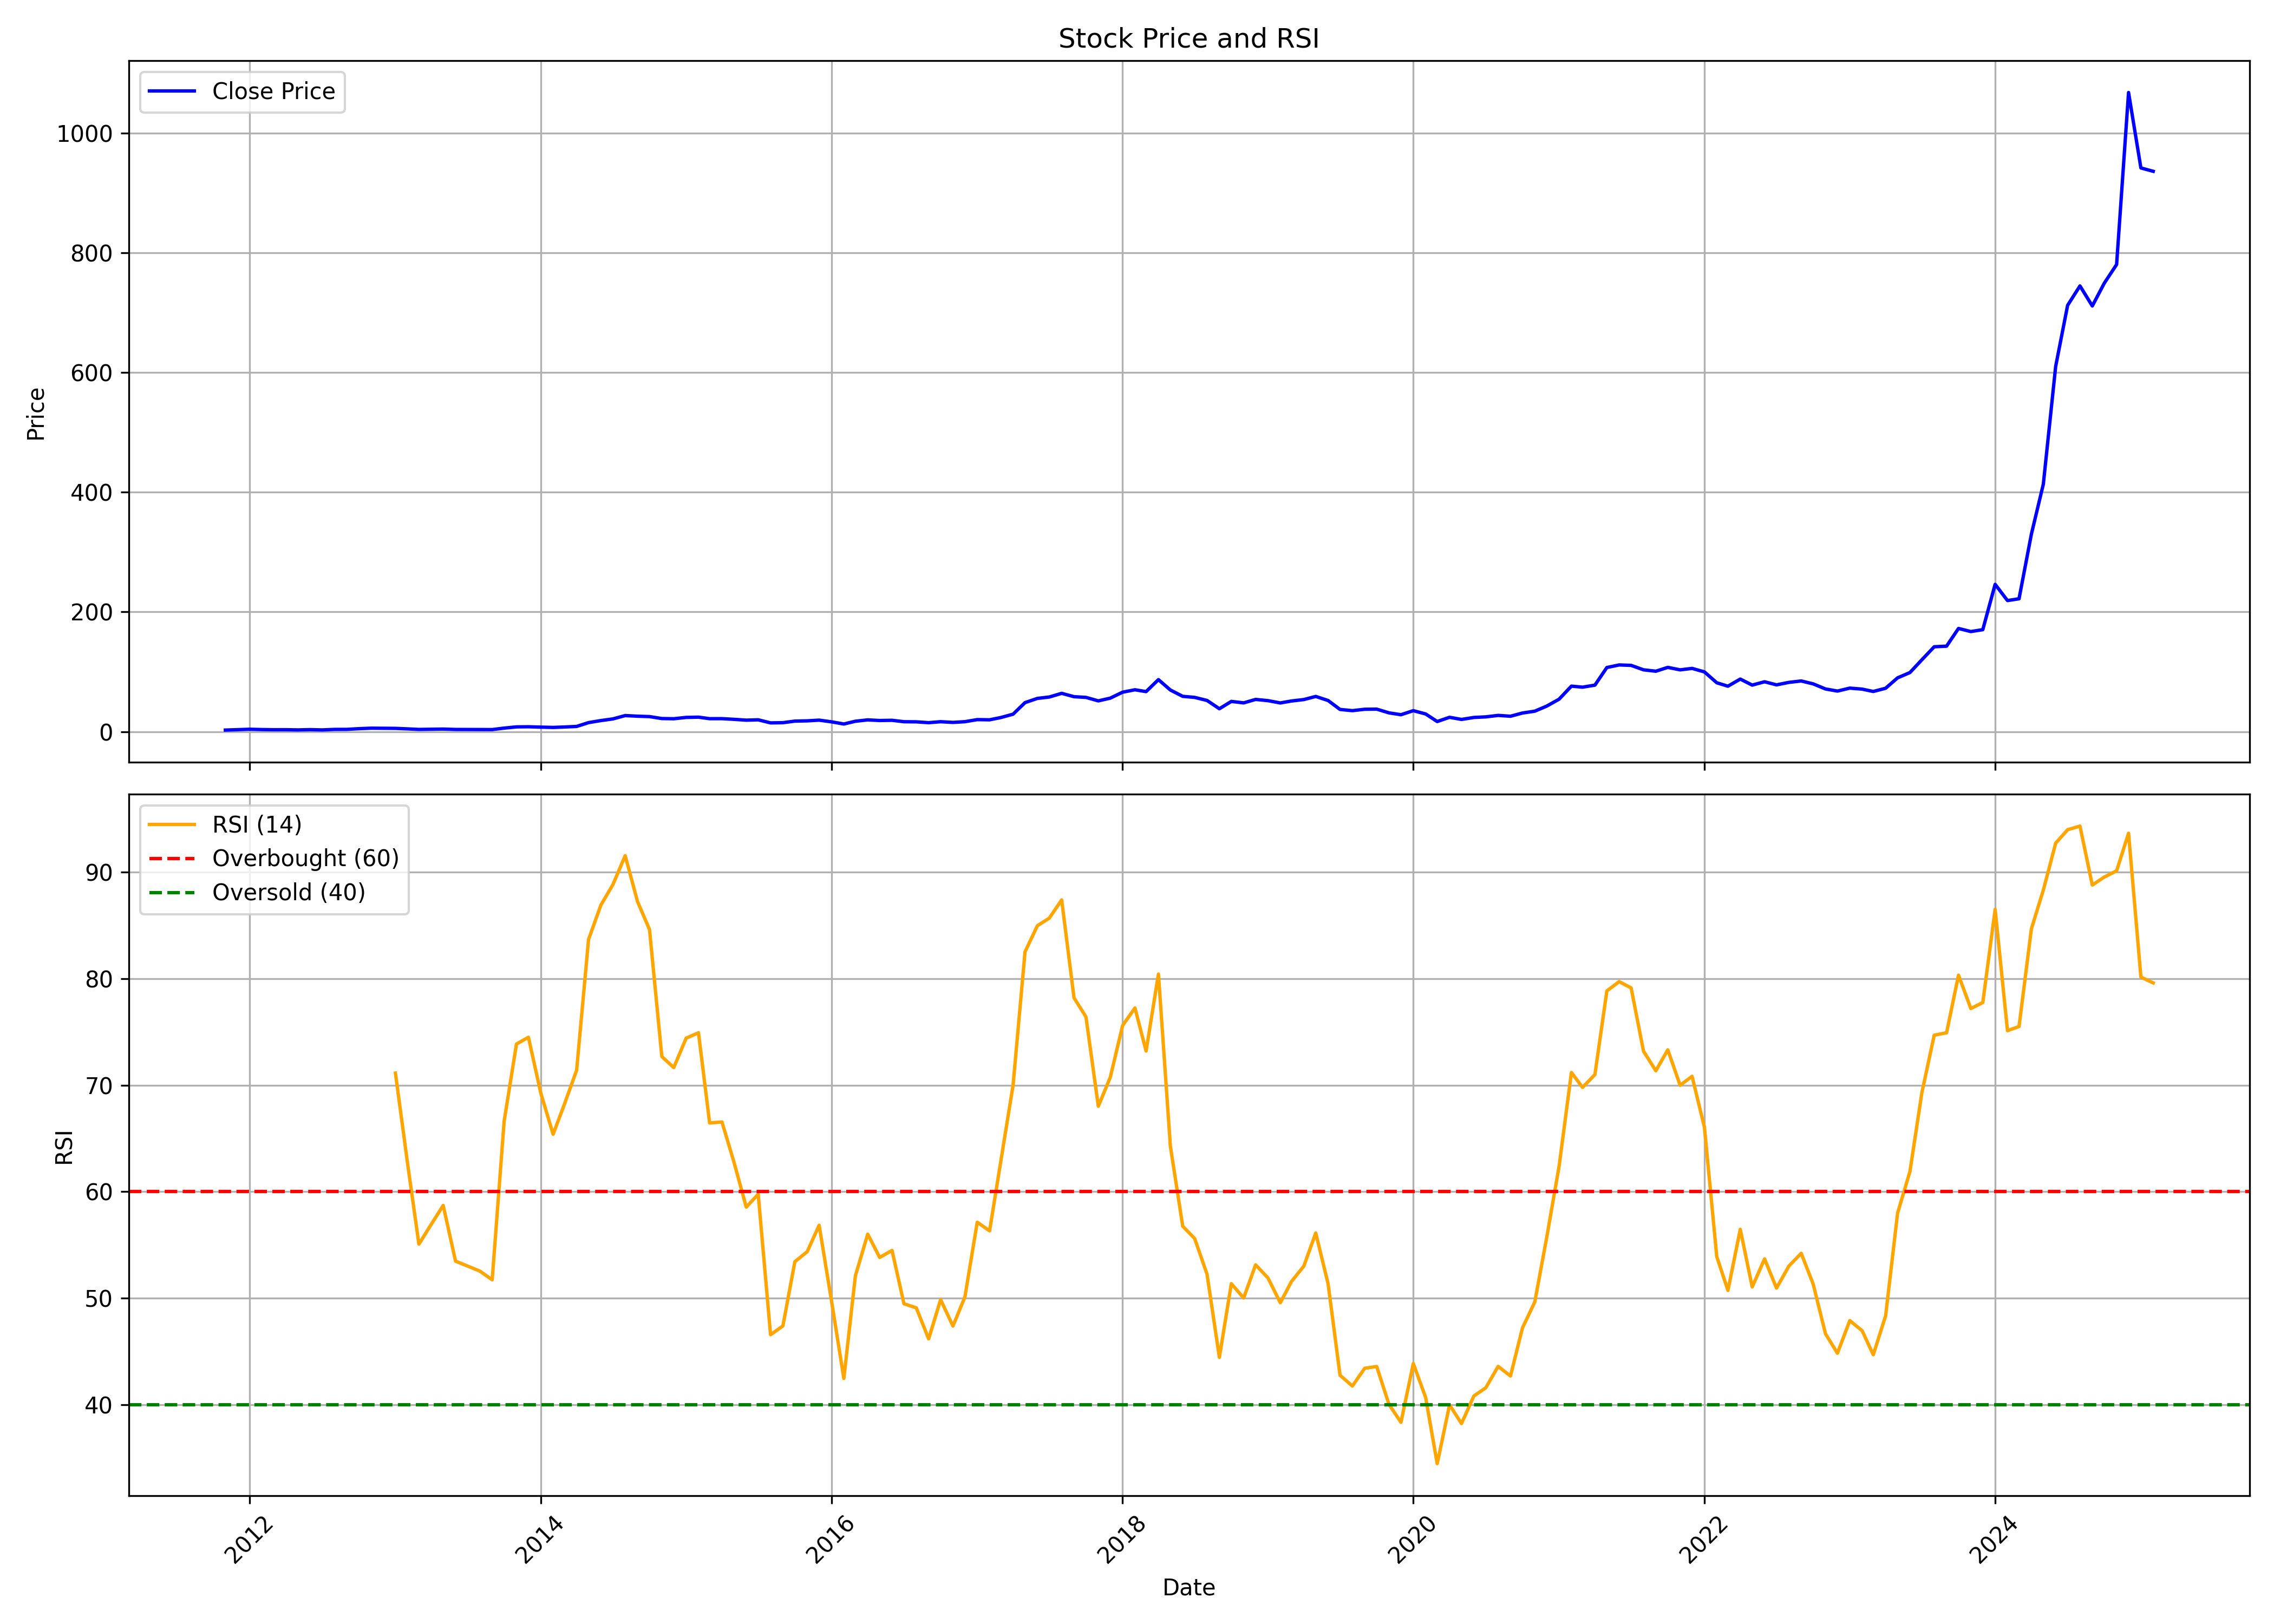 Stock Price and RSI
Close Price
1000
800
600
400
200
0
Price
RSI (14)
Overbought (60)
Oversold (40)
90
80
70
60
50
40
RSI
2012
2014
2016
2018
2020
2022
2024
Date